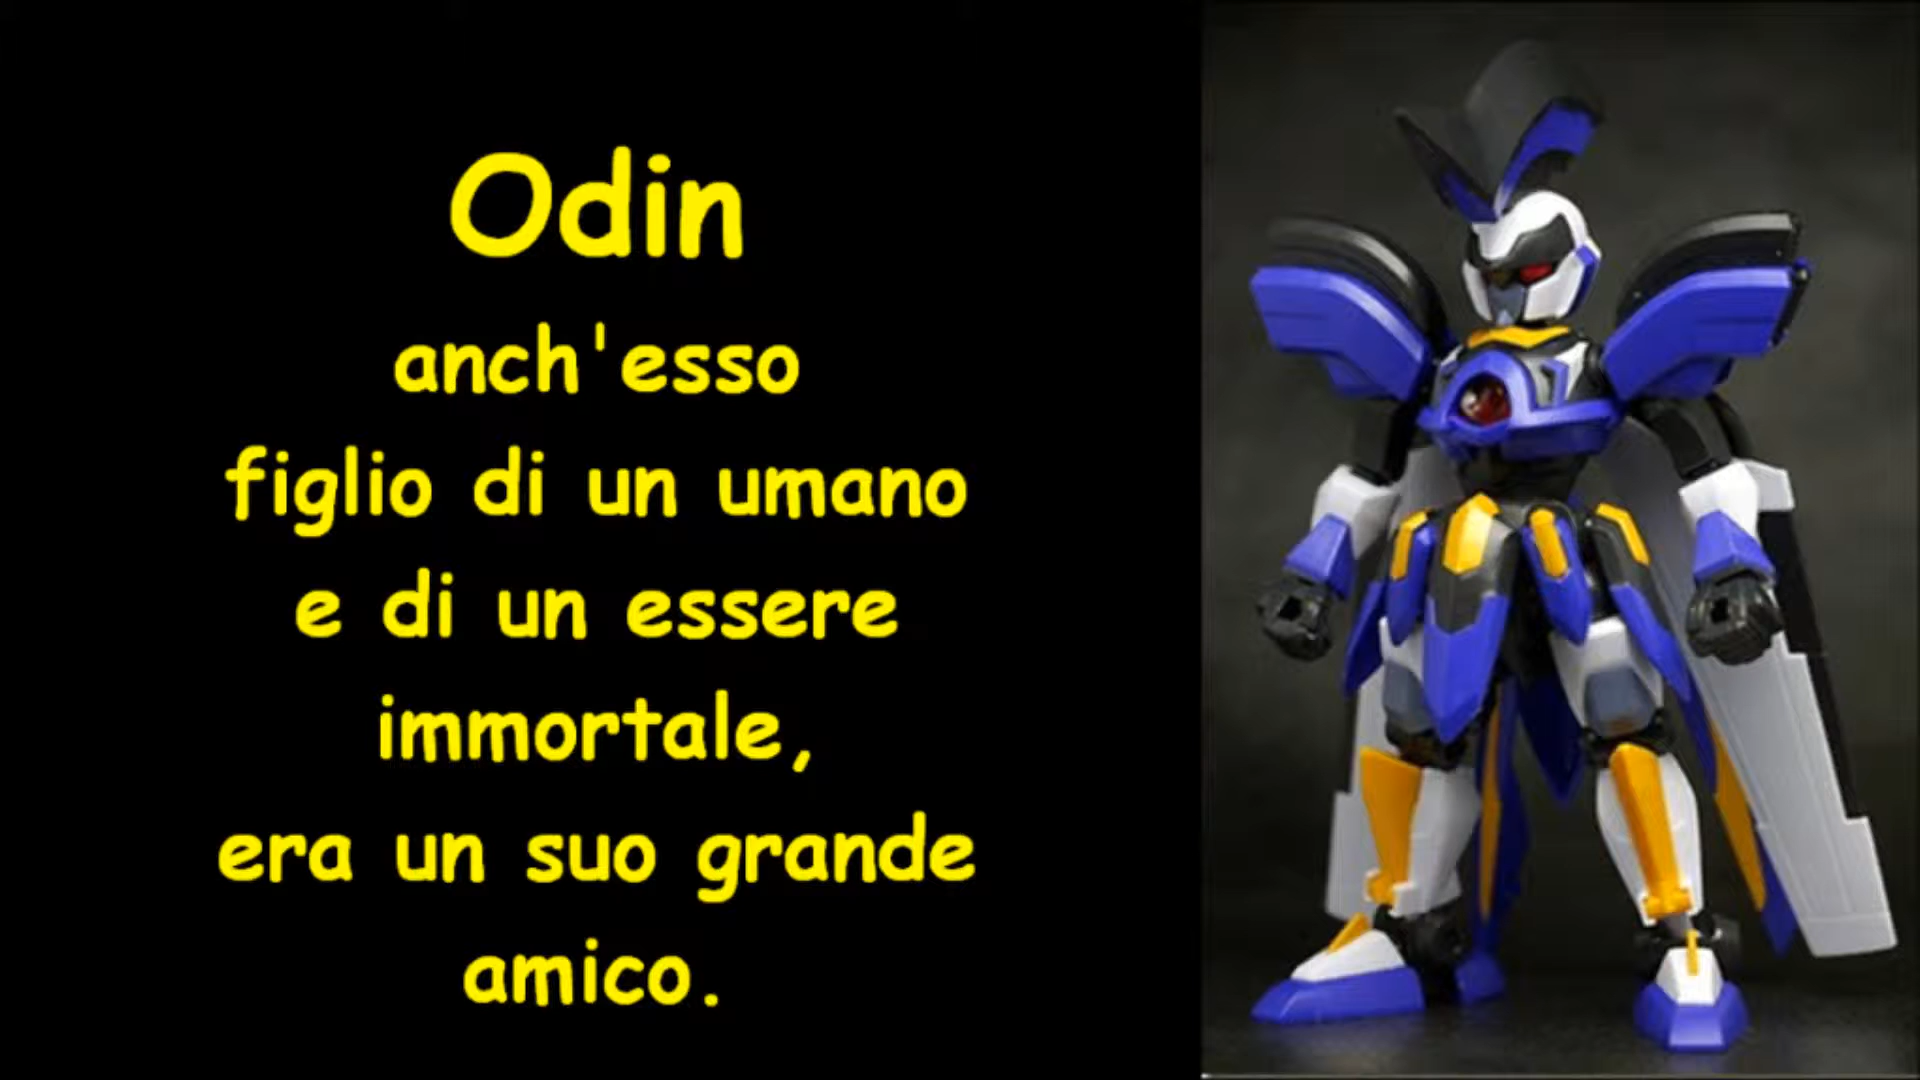 Odin
anch'esso
figlio di un umano
e di un essere
immortale,
era un suo grande
amico.